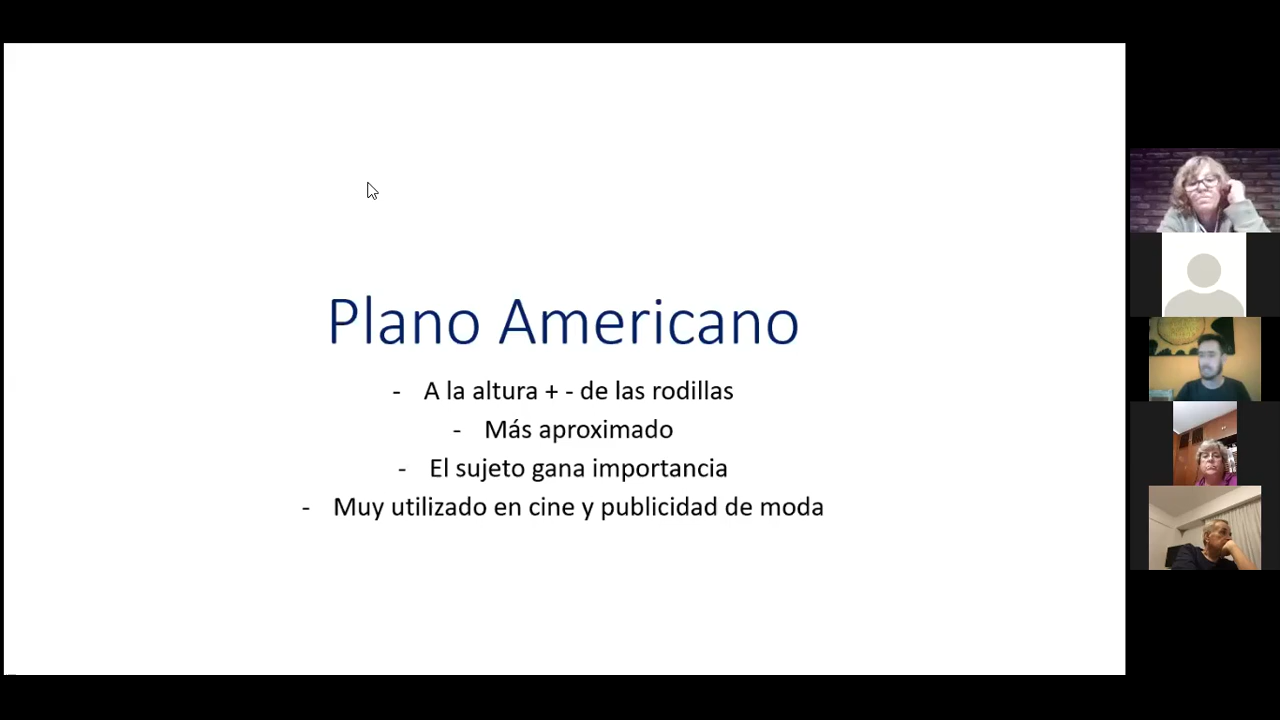 Plano Americano
- A la altura + - de las rodillas
- Más aproximado
- El sujeto gana importancia
- Muy utilizado en cine y publicidad de moda